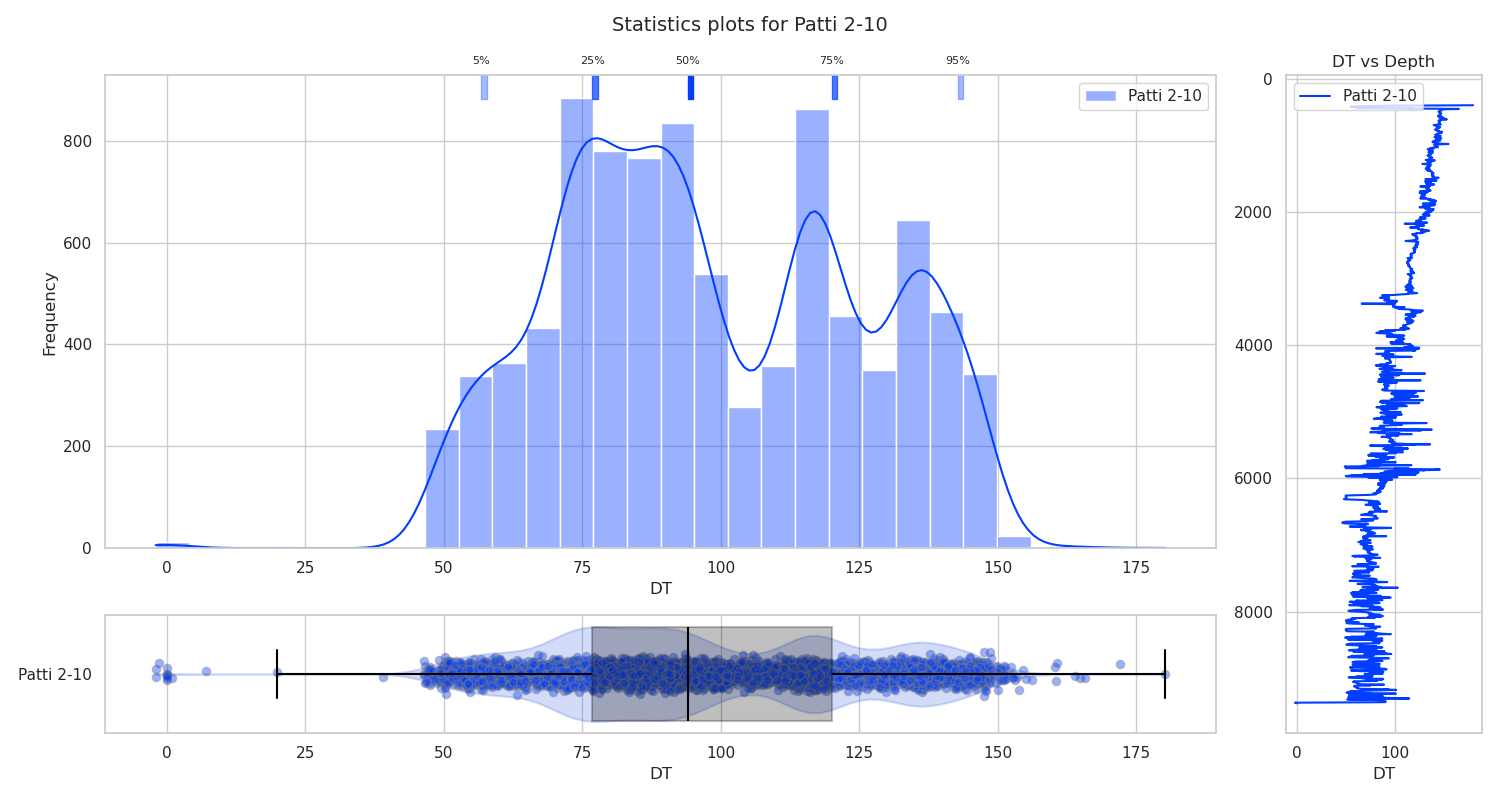 Statistics plots for Patti 2-10
5% 25% 50% 75% 95%
Patti 2-10
Frequency
800
600
400
200
0
0 25 50 75 100 125 150 175
DT
Patti 2-10
0 25 50 75 100 125 150 175
DT
DT vs Depth
Patti 2-10
0
2000
4000
6000
8000
0 100
DT